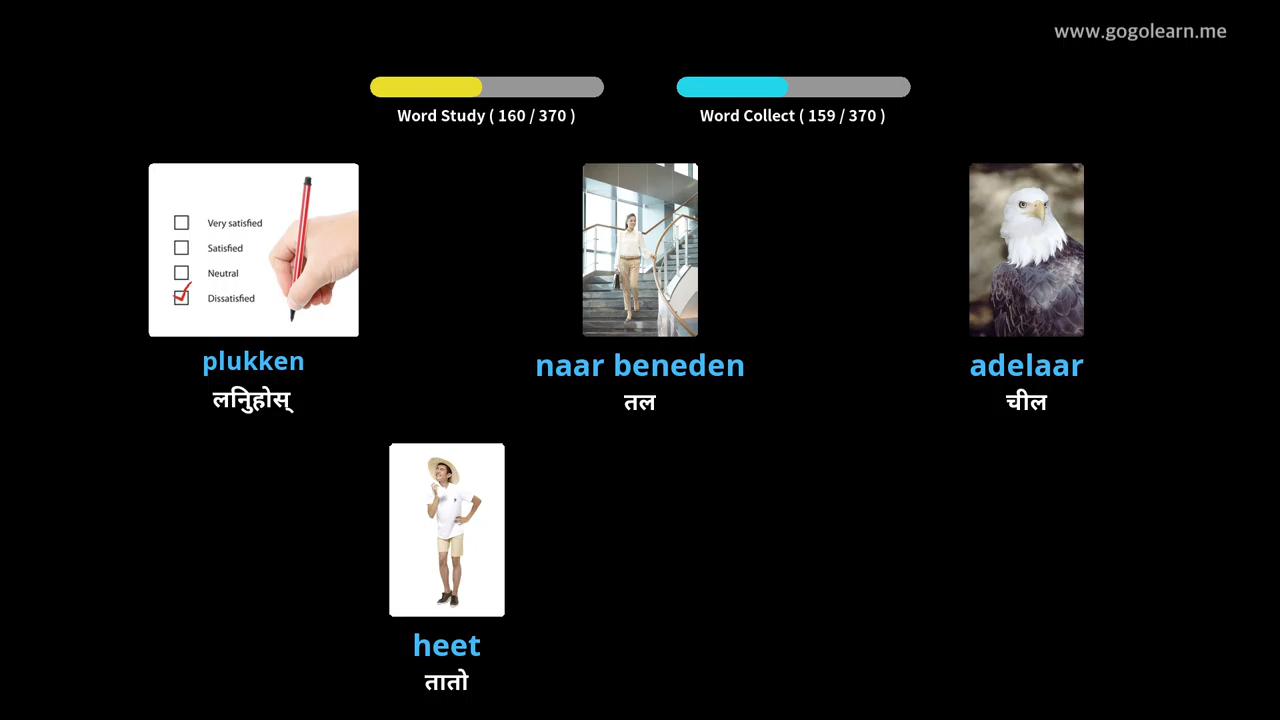 www.gogolearn.me
Word Study ( 160 / 370 )
Word Collect ( 159 / 370 )
Very satisfied
Satisfied
Neutral
Dissatisfied
plukken
naar beneden
adelaar
लिनुहोस्
तल
चील
heet
तातो